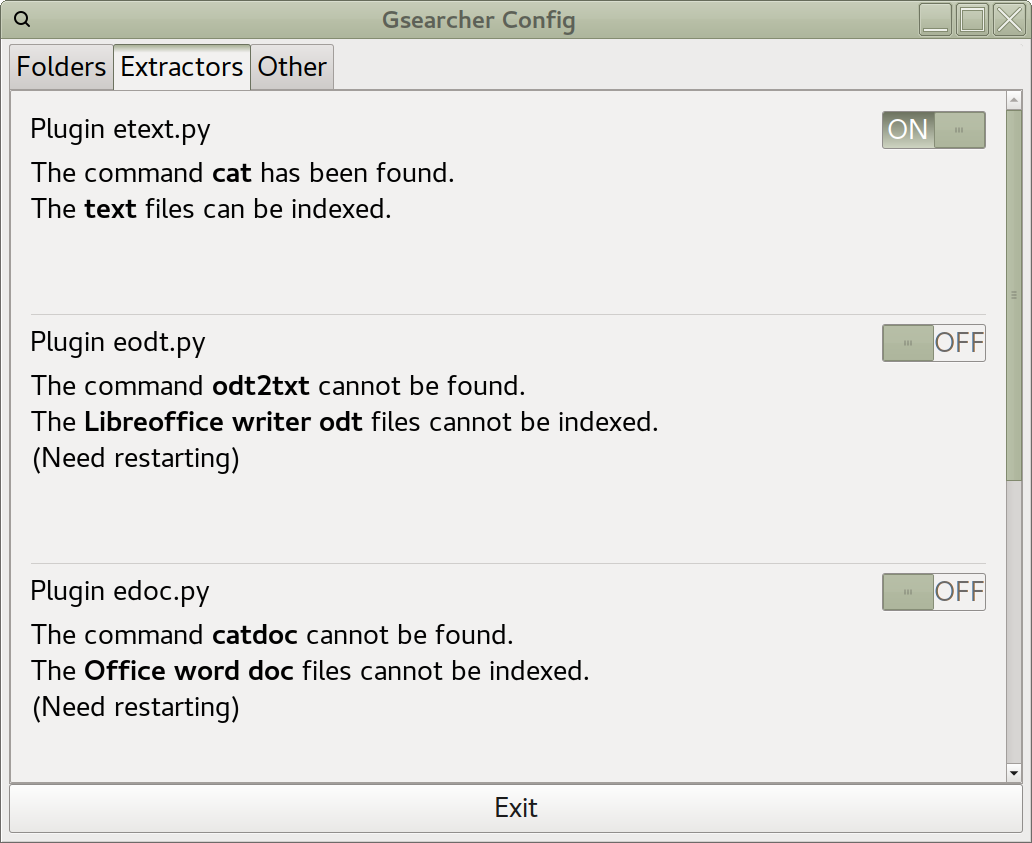 Gsearcher Config
Folders Extractors Other
Plugin etext.py ON
The command cat has been found.
The text files can be indexed.
Plugin eodt.py OFF
The command odt2txt cannot be found.
The Libreoffice writer odt files cannot be indexed.
(Need restarting)
Plugin edoc.py OFF
The command catdoc cannot be found.
The Office word doc files cannot be indexed.
(Need restarting)
Exit